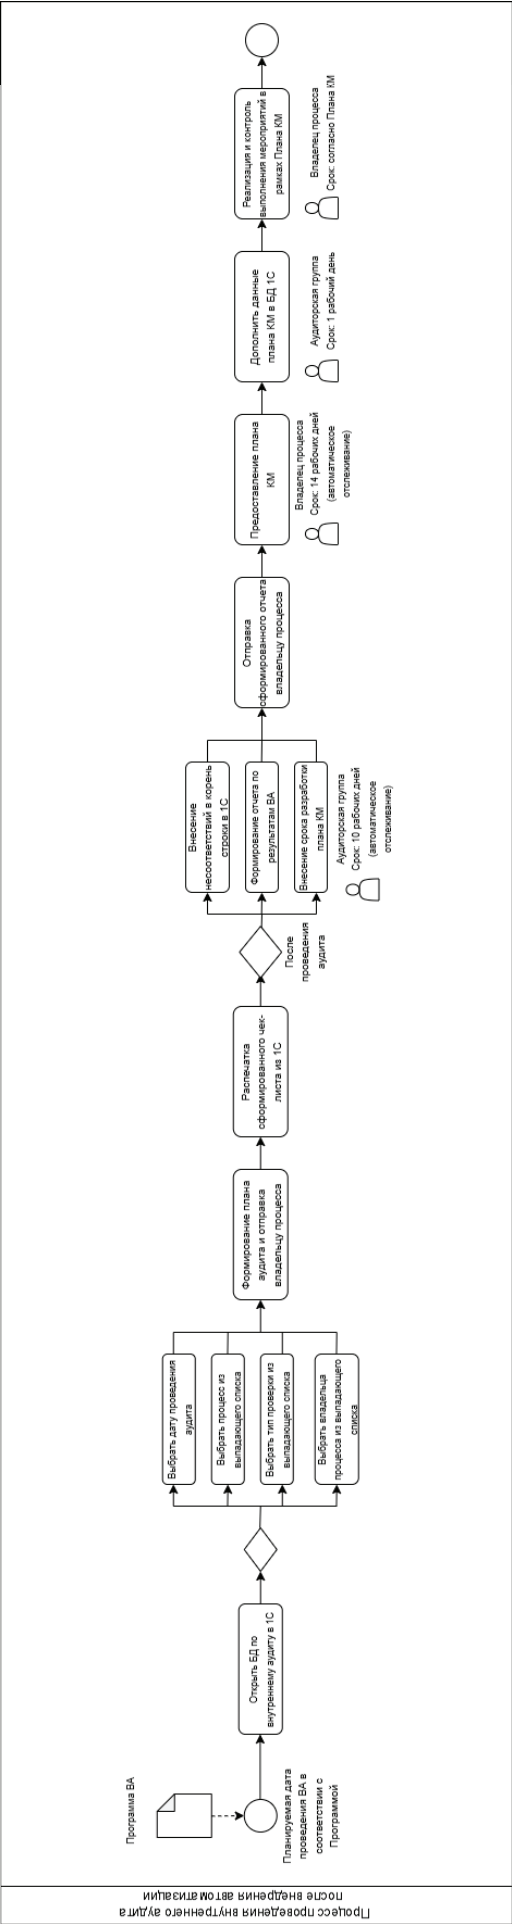 Процесс проведения внутреннего аудита
после внедрения автоматизации
Программа ВА
Планируемая дата
проведения ВА в
соответствии с
Программой
Открыть БД по
внутреннему аудиту в 1С
Выбрать дату проведения
аудита
Выбрать процесс из
выпадающего списка
Выбрать тип проверки из
выпадающего списка
Выбрать владельца
процесса из выпадающего
списка
Формирование плана
аудита и отправка
владельцу процесса
Распечатка
сформированного чек-
листа из 1С
После
проведения
аудита
Внесение
несоответствий в корень
строки в 1С
Формирование отчета по
результатам ВА
Внесение срока разработки
плана КМ
Аудиторская группа
Срок: 10 рабочих дней
(автоматическое
отслеживание)
Отправка
сформированного отчета
владельцу процесса
Предоставление плана
КМ
Владелец процесса
Срок: 14 рабочих дней
(автоматическое
отслеживание)
Дополнить данные
плана КМ в БД 1С
Аудиторская группа
Срок: 1 рабочий день
Реализация и контроль
выполнения мероприятий в
рамках Плана КМ
Владелец процесса
Срок: согласно Плана КМ